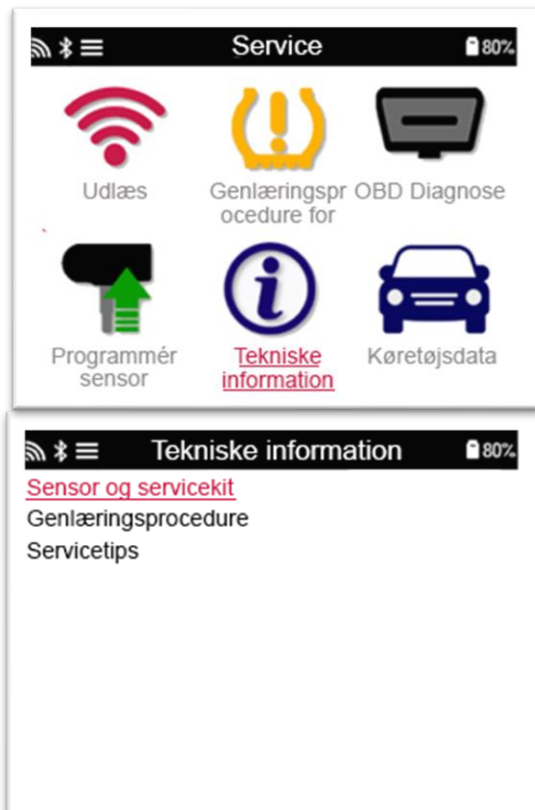 Service
80%
Udlæs
Genlæringspr
ocedure for
OBD Diagnose
Programmér
sensor
Tekniske
information
Køretøjsdata
Tekniske information
80%
Sensor og servicekit
Genlæringsprocedure
Servicetips